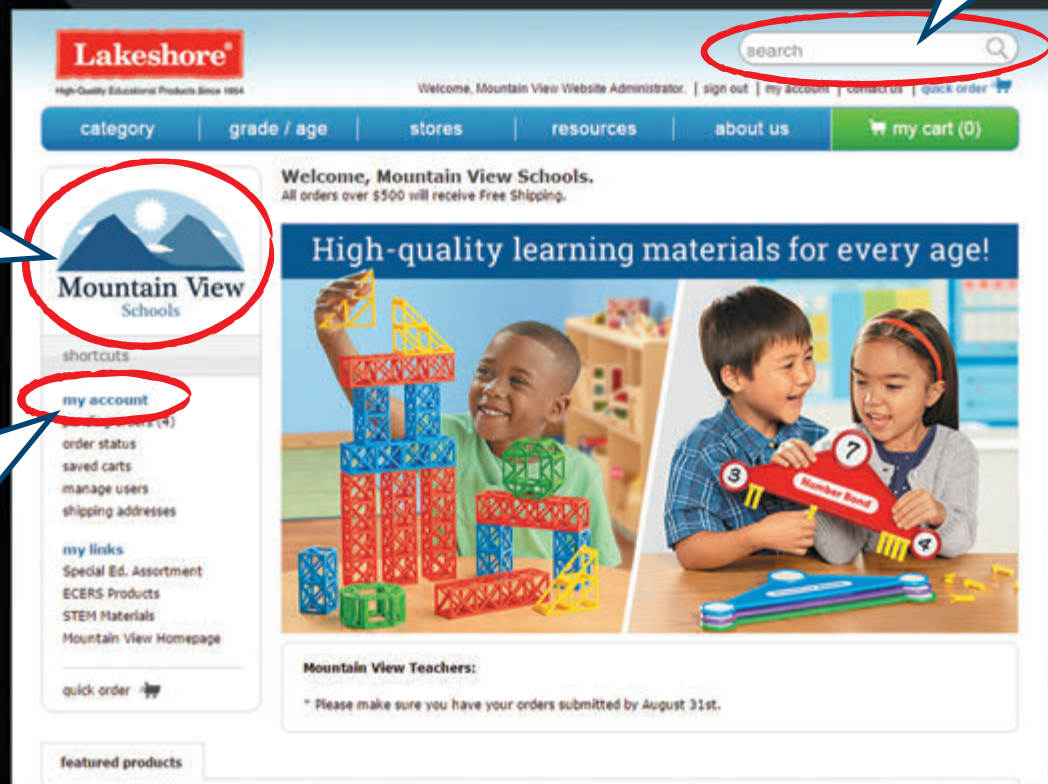 Lakeshore®
High-Quality Educational Products Since 1954
search
Welcome, Mountain View Website Administrator. | sign out | my account | contact us | quick order
category
grade / age
stores
resources
about us
my cart (0)
Mountain View
Schools
shortcuts
my account
(4)
order status
saved carts
manage users
shipping addresses
my links
Special Ed. Assortment
ECERS Products
STEM Materials
Mountain View Homepage
quick order
Welcome, Mountain View Schools.
All orders over $500 will receive Free Shipping.
High-quality learning materials for every age!
3
7
Number Bond
4
Mountain View Teachers:
* Please make sure you have your orders submitted by August 31st.
featured products